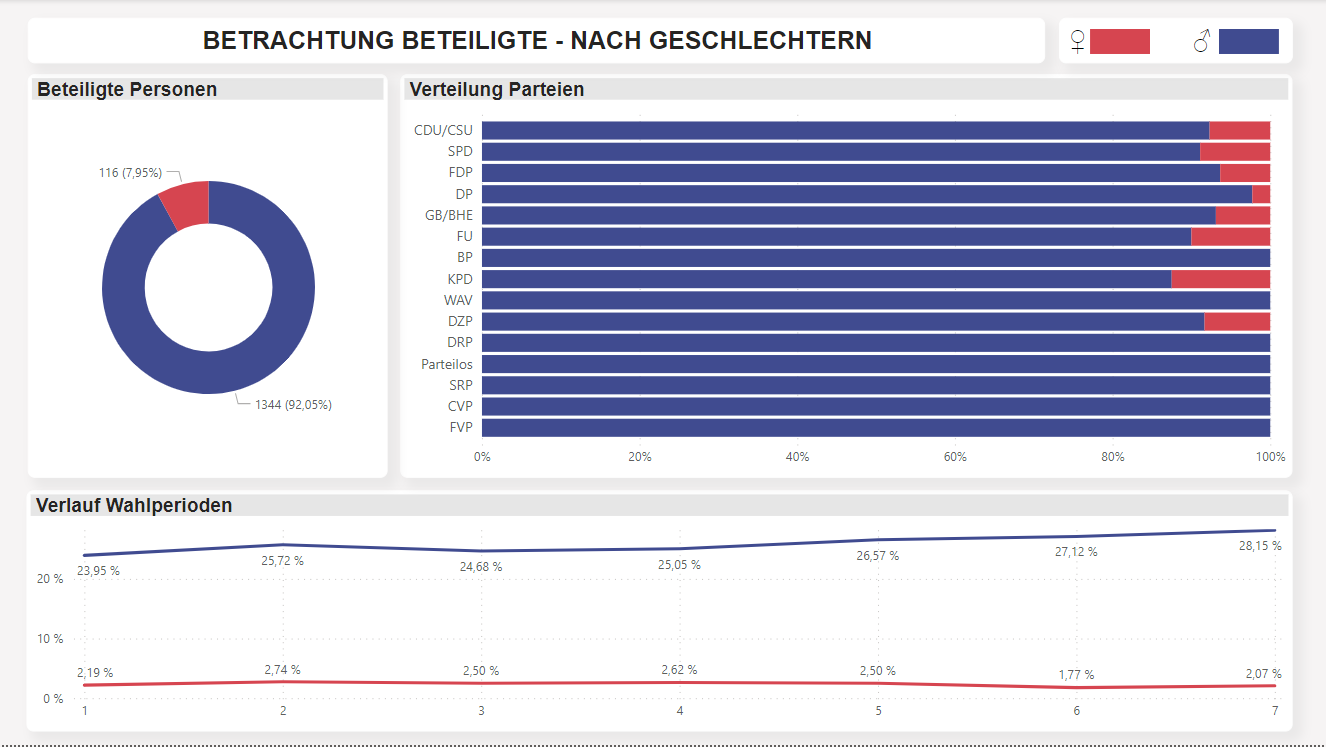 BETRACHTUNG BETEILIGTE - NACH GESCHLECHTERN
♀ ♂
Beteiligte Personen
116 (7,95%)
1344 (92,05%)
Verteilung Parteien
CDU/CSU
SPD
FDP
DP
GB/BHE
FU
BP
KPD
WAV
DZP
DRP
Parteilos
SRP
CVP
FVP
0% 20% 40% 60% 80% 100%
Verlauf Wahlperioden
23,95 % 25,72 % 24,68 % 25,05 % 26,57 % 27,12 % 28,15 %
20 %
10 %
2,19 % 2,74 % 2,50 % 2,62 % 2,50 % 1,77 % 2,07 %
0 %
1 2 3 4 5 6 7